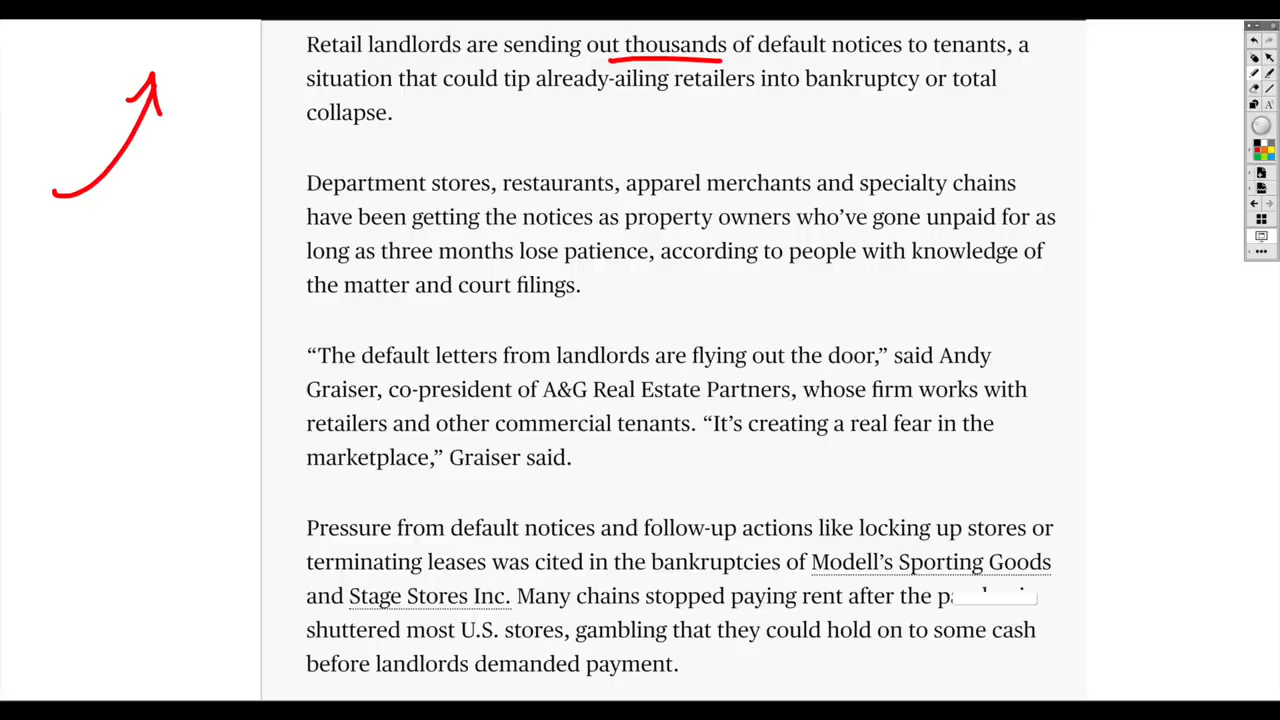 Retail landlords are sending out thousands of default notices to tenants, a
situation that could tip already-ailing retailers into bankruptcy or total
collapse.
Department stores, restaurants, apparel merchants and specialty chains
have been getting the notices as property owners who’ve gone unpaid for as
long as three months lose patience, according to people with knowledge of
the matter and court filings.
“The default letters from landlords are flying out the door,” said Andy
Graiser, co-president of A&G Real Estate Partners, whose firm works with
retailers and other commercial tenants. “It’s creating a real fear in the
marketplace,” Graiser said.
Pressure from default notices and follow-up actions like locking up stores or
terminating leases was cited in the bankruptcies of Modell’s Sporting Goods
and Stage Stores Inc. Many chains stopped paying rent after the
shuttered most U.S. stores, gambling that they could hold on to some cash
before landlords demanded payment.
A